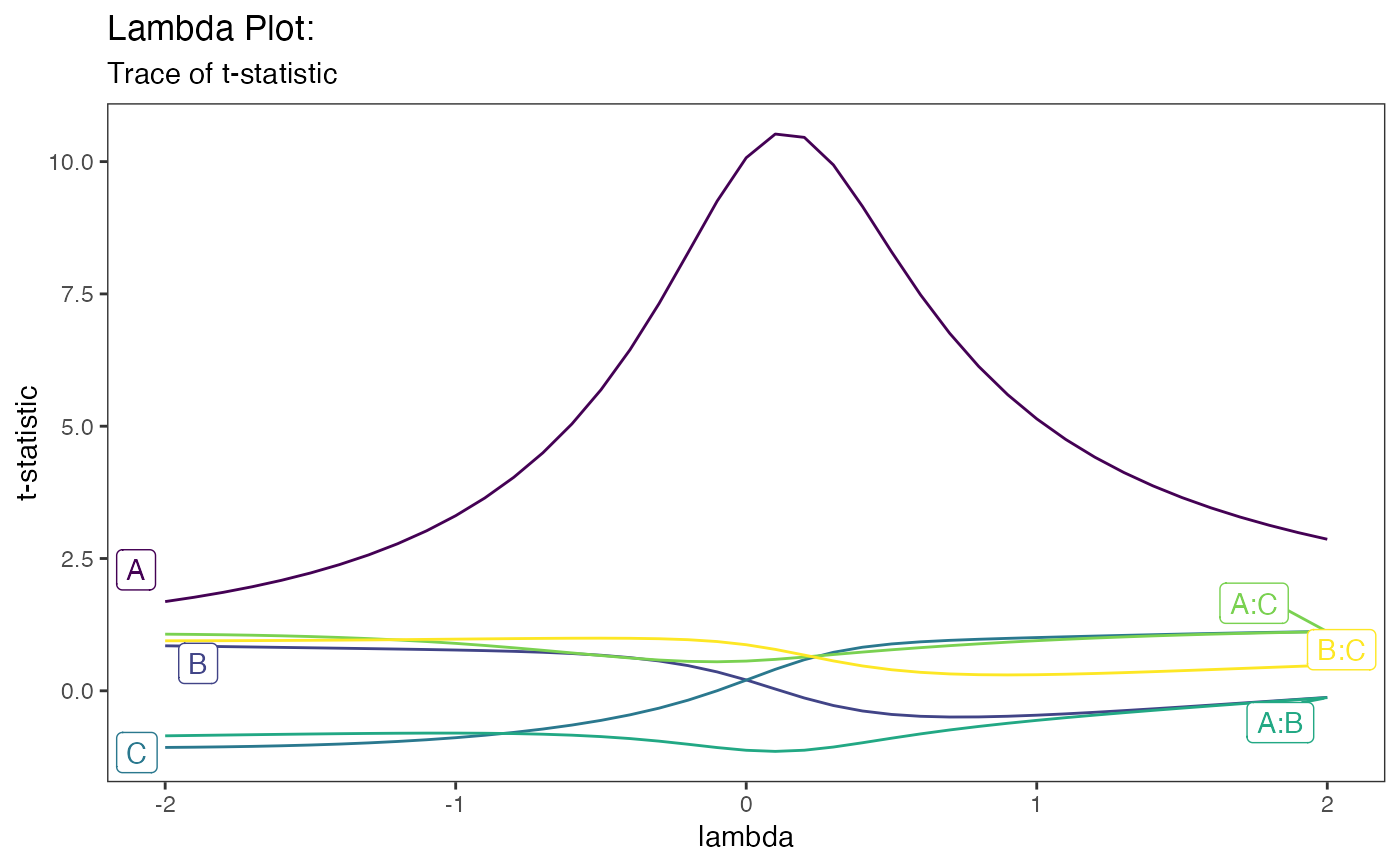 Lambda Plot:
Trace of t-statistic
10.0
7.5
5.0
2.5
0.0
t-statistic
A
B
C
A:C
B:C
A:B
-2
-1
0
1
2
lambda